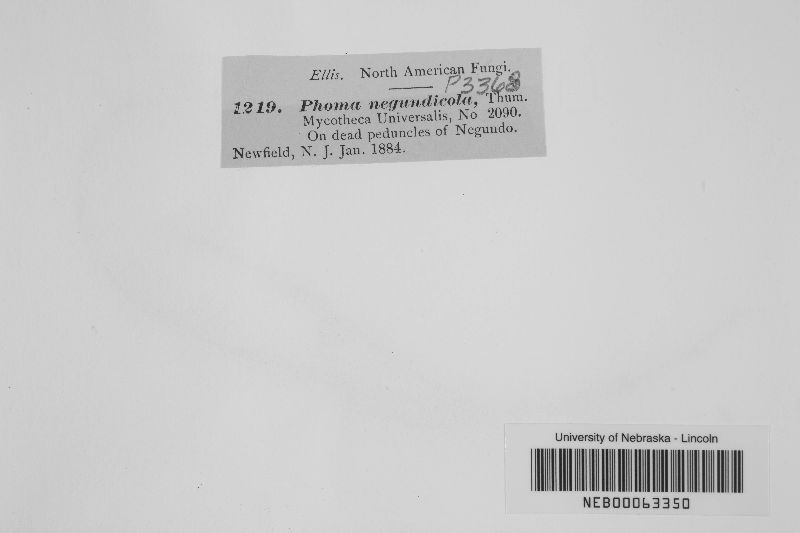 Ellis. North American Fungi.
P3368
1219. Phoma negundicola, Thum.
Mycotheca Universalis, No 2090.
On dead peduncles of Negundo.
Newfield, N. J. Jan. 1884.
University of Nebraska - Lincoln
NEB00063350